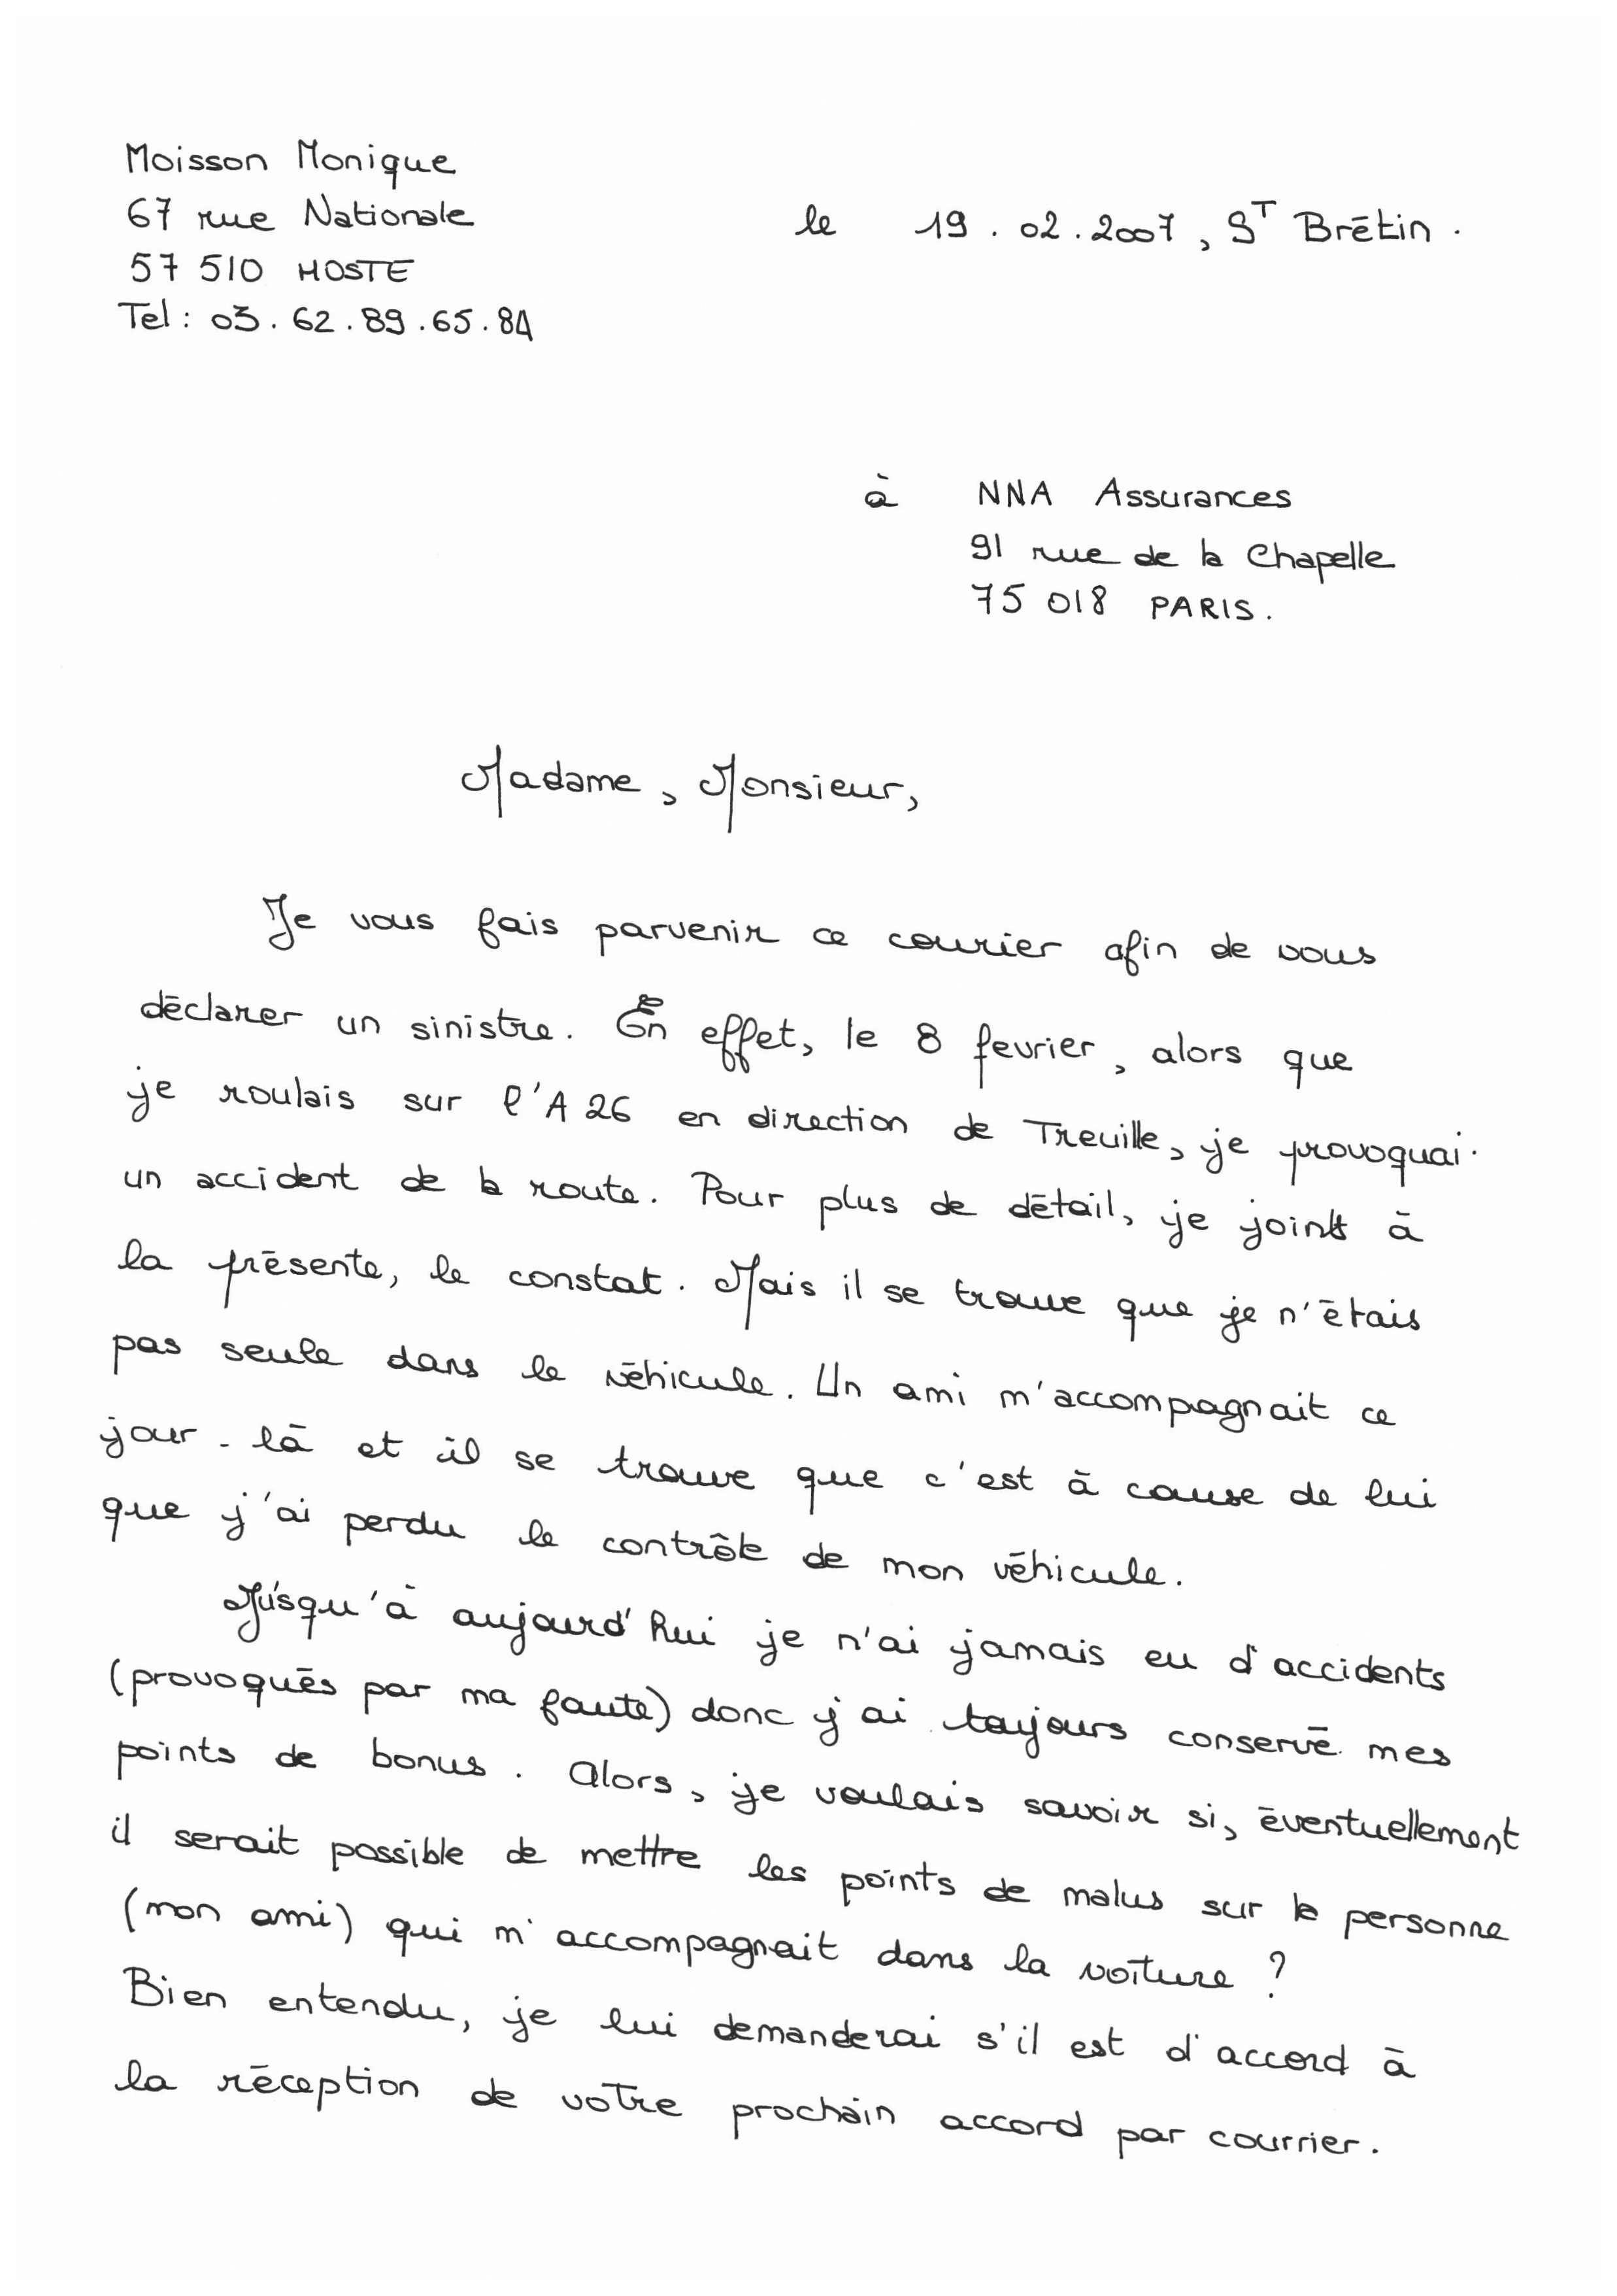 Moisson Monique
67 rue Nationale
le 19.02.2007, ST Brétin.
57 510 HOSTE
Tel : 03.62.89.65.84
à NNA Assurances
91 rue de la Chapelle
75 018 PARIS.
Madame, Monsieur,
Je vous fais parvenir ce courier afin de vous
déclarer un sinistre. En effet, le 8 fevrier, alors que
je roulais sur l'A 26 en direction de Treuille, je provoquai
un accident de la route. Pour plus de détail, je joins à
la présente, le constat. Mais il se trouve que je n'étais
pas seule dans le véhicule. Un ami m'accompagnait ce
jour-là et il se trouve que c'est à cause de lui
que j'ai perdu le contrôle de mon véhicule.
Jusqu'à aujourd'hui je n'ai jamais eu d'accidents
(provoqués par ma faute) donc j'ai toujours conservé mes
points de bonus. Alors, je voulais savoir si, éventuellement
il serait possible de mettre les points de malus sur la personne
(mon ami) qui m'accompagnait dans la voiture ?
Bien entendu, je lui demanderai s'il est d'accord à
la réception de votre prochain accord par courrier.